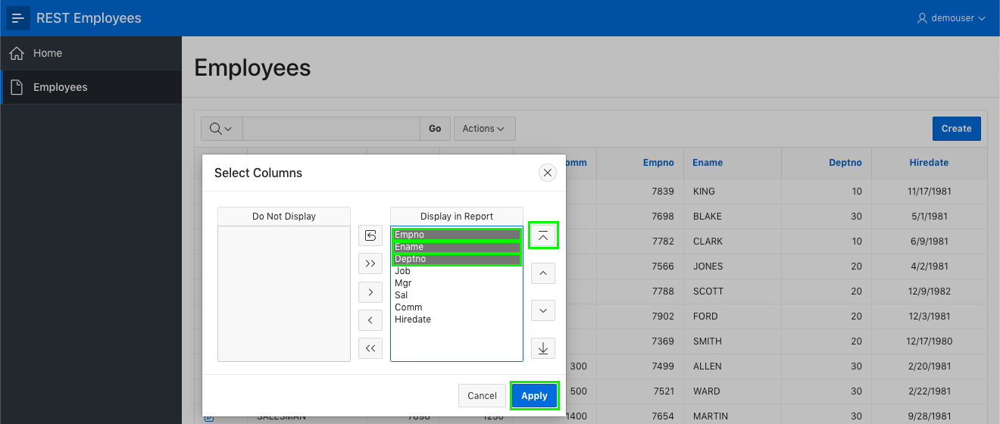 REST Employees
demouser
Home
Employees
Employees
Go
Actions
Create
omm Empno Ename Deptno Hiredate
Select Columns
7839 KING 10 11/17/1981
Do Not Display
Display in Report
7698 BLAKE 30 5/1/1981
Empno
Ename
Deptno
Job
Mgr
Sal
Comm
Hiredate
7782 CLARK 10 6/9/1981
7566 JONES 20 4/2/1981
7788 SCOTT 20 12/9/1982
7902 FORD 20 12/3/1981
7369 SMITH 20 12/17/1980
300 7499 ALLEN 30 2/20/1981
500 7521 WARD 30 2/22/1981
Cancel
Apply
SALESMAN 7698 1250 1400 7654 MARTIN 30 9/28/1981